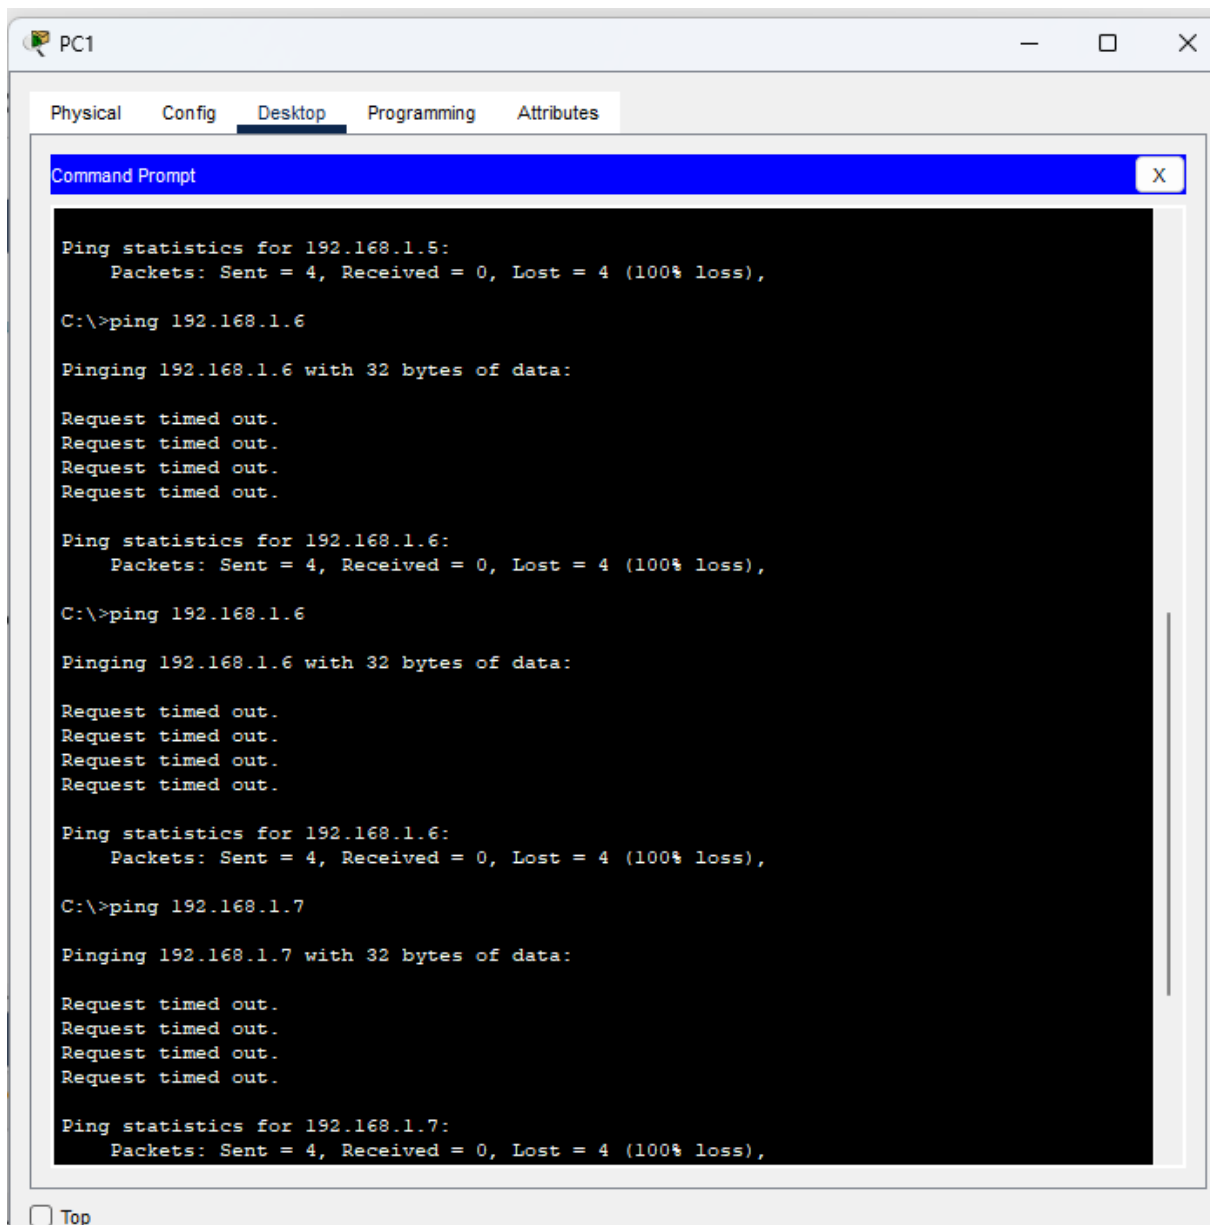 PC1
Physical Config Desktop Programming Attributes
Command Prompt
X
Ping statistics for 192.168.1.5:
Packets: Sent = 4, Received = 0, Lost = 4 (100% loss),
C:\>ping 192.168.1.6
Pinging 192.168.1.6 with 32 bytes of data:
Request timed out.
Request timed out.
Request timed out.
Request timed out.
Ping statistics for 192.168.1.6:
Packets: Sent = 4, Received = 0, Lost = 4 (100% loss),
C:\>ping 192.168.1.6
Pinging 192.168.1.6 with 32 bytes of data:
Request timed out.
Request timed out.
Request timed out.
Request timed out.
Ping statistics for 192.168.1.6:
Packets: Sent = 4, Received = 0, Lost = 4 (100% loss),
C:\>ping 192.168.1.7
Pinging 192.168.1.7 with 32 bytes of data:
Request timed out.
Request timed out.
Request timed out.
Request timed out.
Ping statistics for 192.168.1.7:
Packets: Sent = 4, Received = 0, Lost = 4 (100% loss),
Top